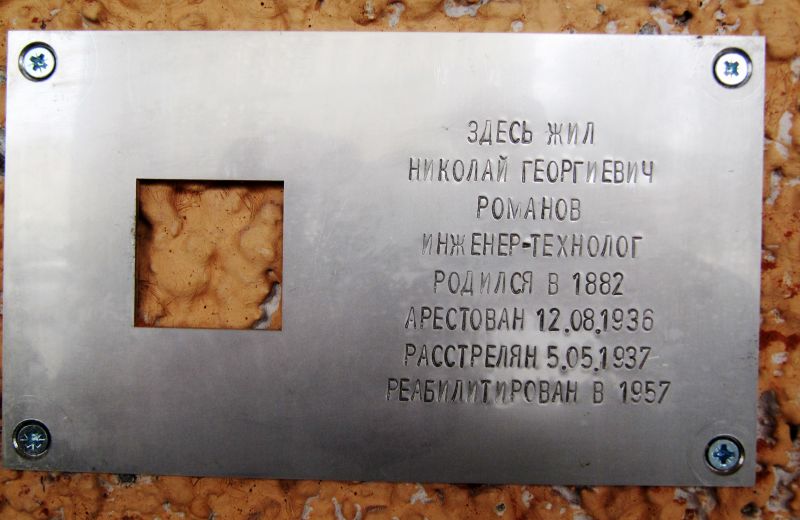 ЗДЕСЬ ЖИЛ
НИКОЛАЙ ГЕОРГИЕВИЧ
РОМАНОВ
ИНЖЕНЕР-ТЕХНОЛОГ
РОДИЛСЯ В 1882
АРЕСТОВАН 12.08.1936
РАССТРЕЛЯН 5.05.1937
РЕАБИЛИТИРОВАН В 1957